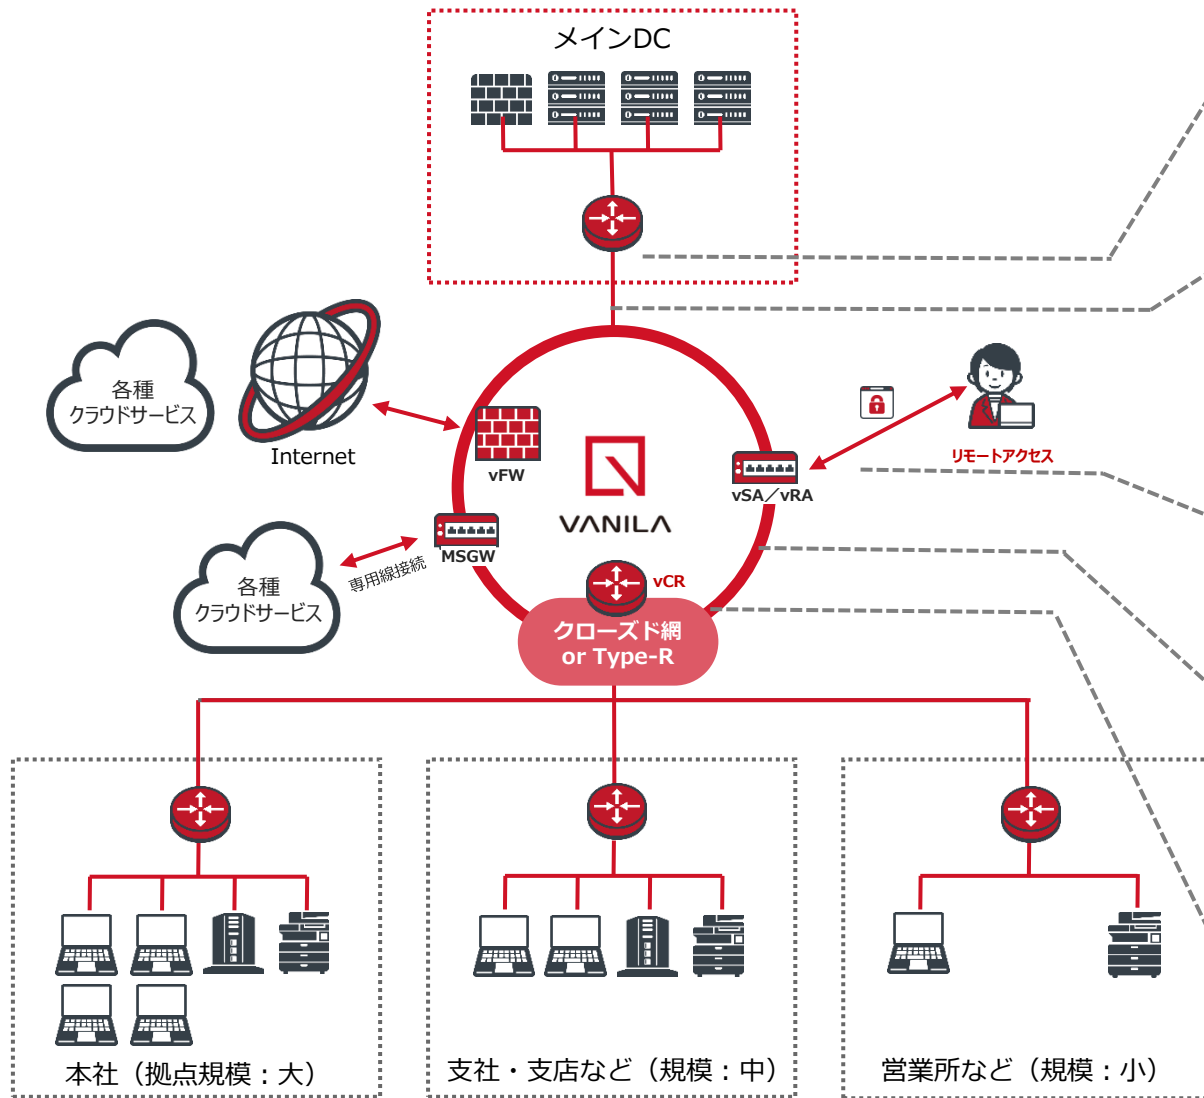 メインDC
各種
クラウドサービス
Internet
vFW
VANILA
vSA／vRA
リモートアクセス
MSGW
専用線接続
各種
クラウドサービス
vCR
クローズド網
or Type-R
本社（拠点規模：大）
支社・支店など（規模：中）
営業所など（規模：小）